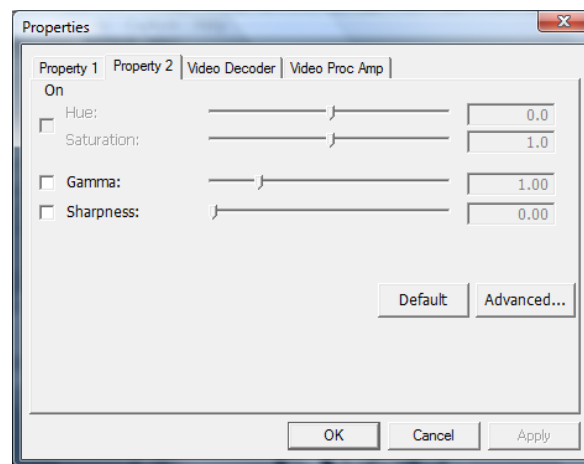 Properties
Property 1 Property 2 Video Decoder Video Proc Amp
On
Hue: 0.0
Saturation: 1.0
Gamma: 1.00
Sharpness: 0.00
Default Advanced...
OK Cancel Apply